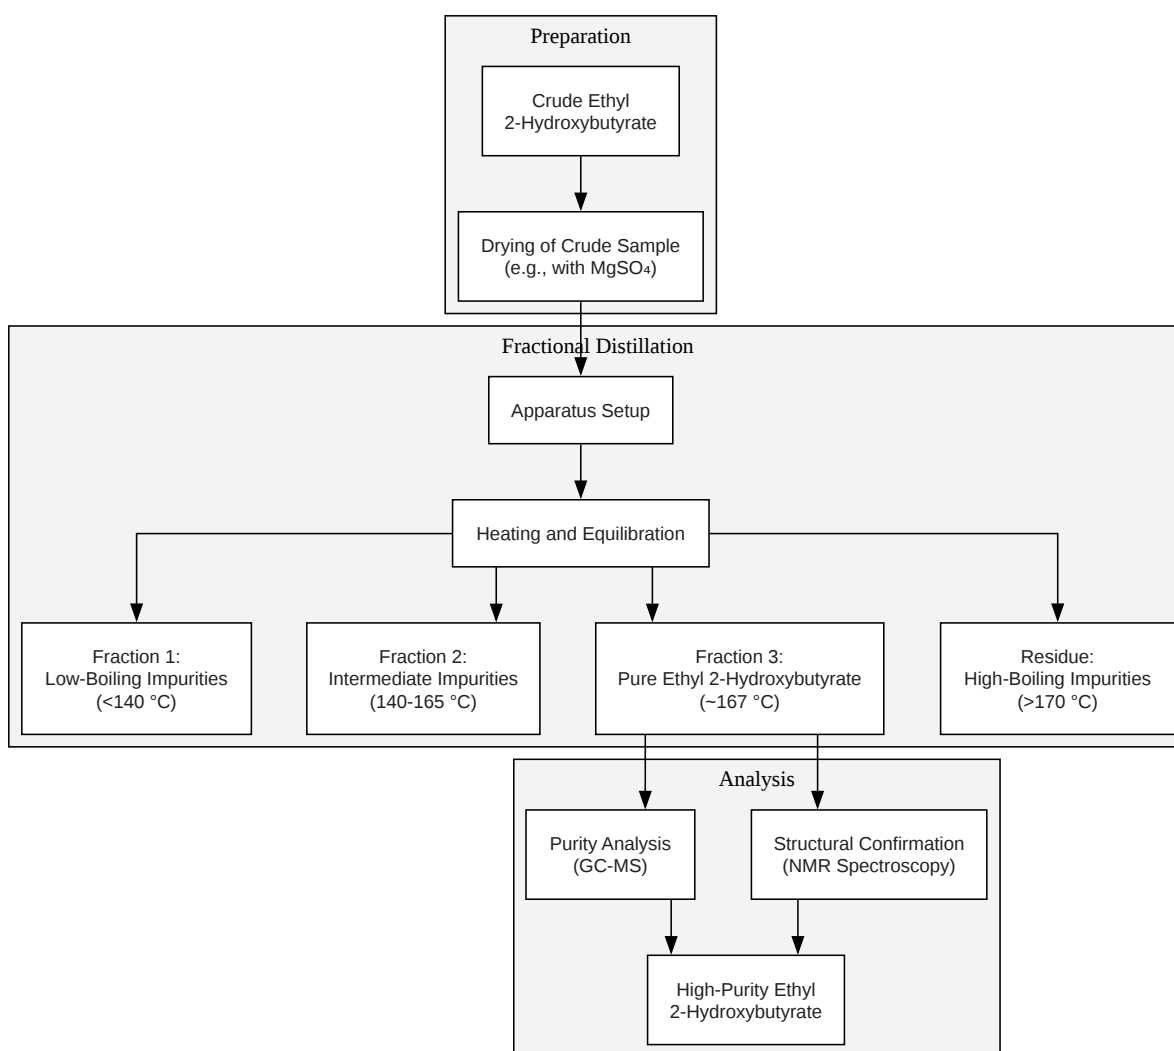 Preparation
Crude Ethyl
2-Hydroxybutyrate
Drying of Crude Sample
(e.g., with MgSO₄)
Fractional Distillation
Apparatus Setup
Heating and Equilibration
Fraction 1:
Low-Boiling Impurities
(<140 °C)
Fraction 2:
Intermediate Impurities
(140-165 °C)
Fraction 3:
Pure Ethyl 2-Hydroxybutyrate
(~167 °C)
Residue:
High-Boiling Impurities
(>170 °C)
Analysis
Purity Analysis
(GC-MS)
Structural Confirmation
(NMR Spectroscopy)
High-Purity Ethyl
2-Hydroxybutyrate